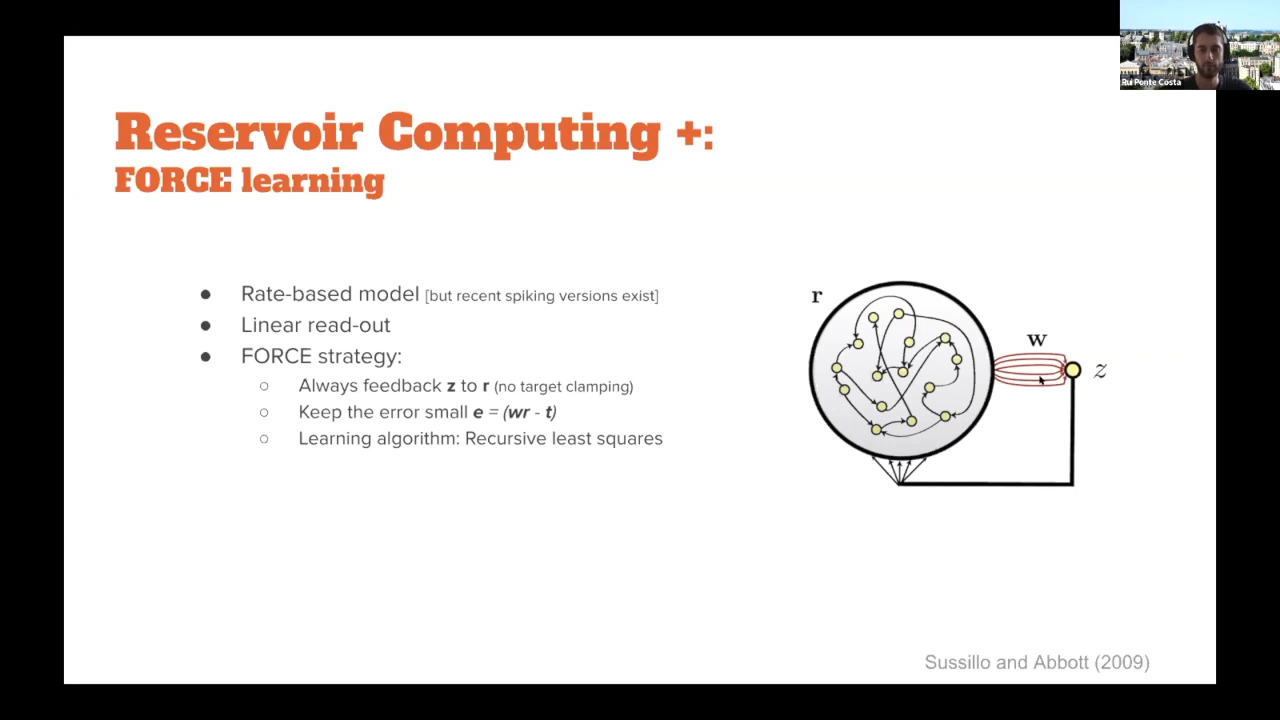 Rui Ponte Costa
Reservoir Computing +:
FORCE learning
● Rate-based model [but recent spiking versions exist]
● Linear read-out
● FORCE strategy:
○ Always feedback z to r (no target clamping)
○ Keep the error small e = (wr - t)
○ Learning algorithm: Recursive least squares
r
w
z
Sussillo and Abbott (2009)